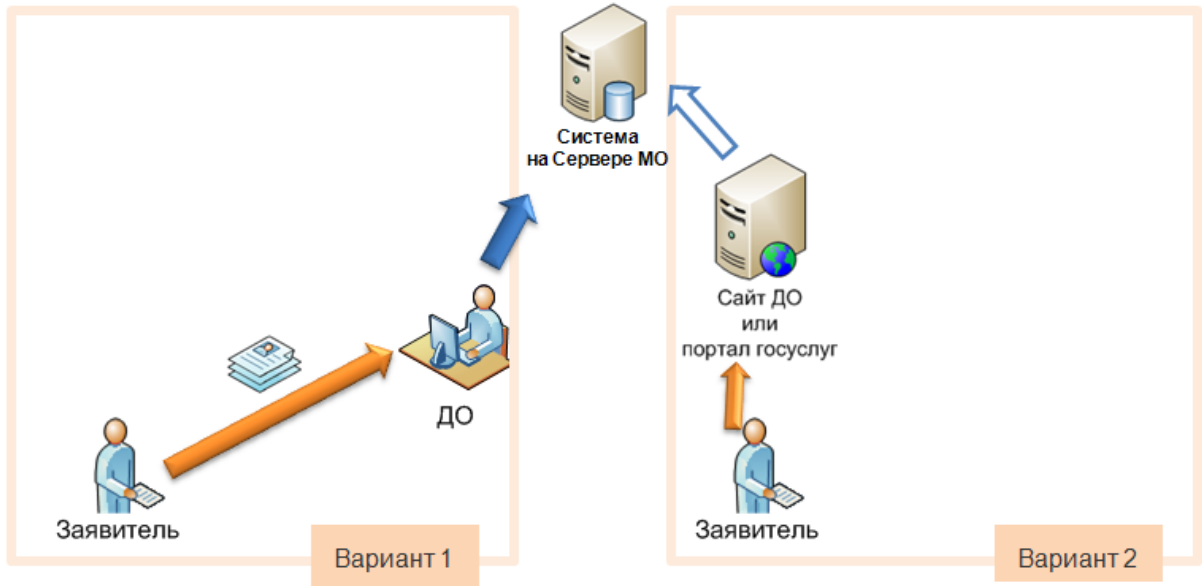 Система
на Сервере МО
Сайт ДО
или
портал госуслуг
ДО
Заявитель
Заявитель
Вариант 1
Вариант 2